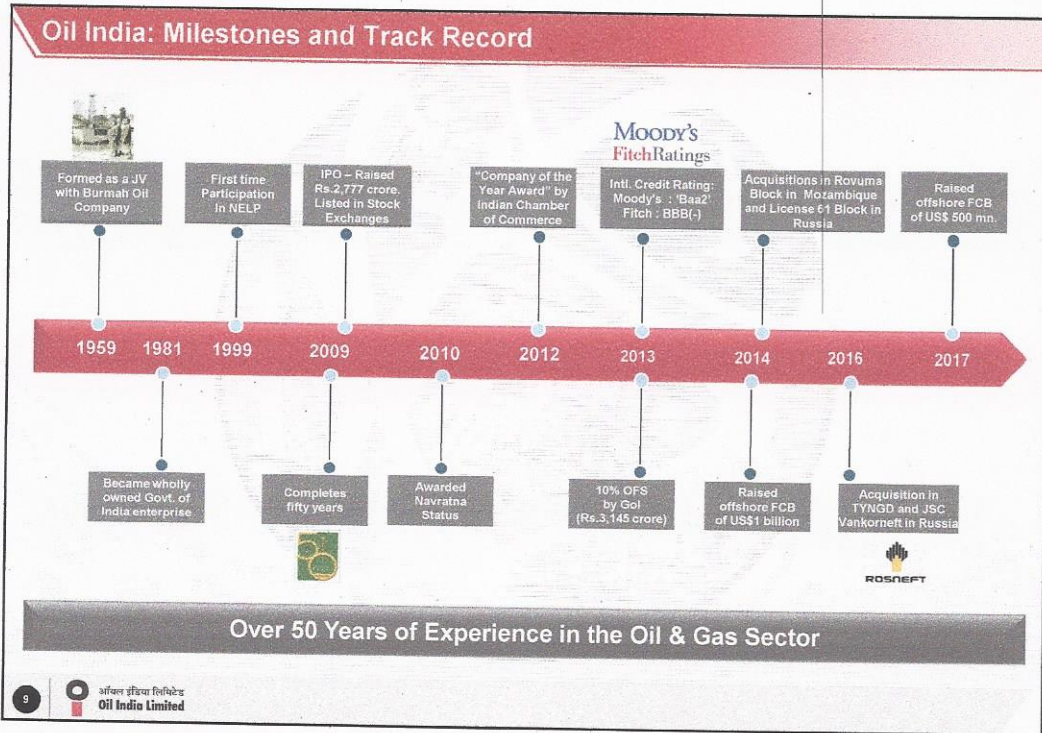 Oil India: Milestones and Track Record
Formed as a JV
with Burmah Oil
Company
First time
Participation
in NELP
IPO – Raised
Rs.2,777 crore.
Listed in Stock
Exchanges
"Company of the
Year Award" by
Indian Chamber
of Commerce
MOODY'S
FitchRatings
Intl. Credit Rating:
Moody's : 'Baa2'
Fitch : BBB(-)
Acquisitions in Rovuma
Block in Mozambique
and License 61 Block in
Russia
Raised
offshore FCB
of US$ 500 mn.
1959 1981 1999 2009 2010 2012 2013 2014 2016 2017
Became wholly
owned Govt. of
India enterprise
Completes
fifty years
Awarded
Navratna
Status
10% OFS
by GoI
(Rs.3,145 crore)
Raised
offshore FCB
of US$1 billion
Acquisition in
TYNGD and JSC
Vankorneft in Russia
ROSNEFT
Over 50 Years of Experience in the Oil & Gas Sector
9
ऑयल इंडिया लिमिटेड
Oil India Limited